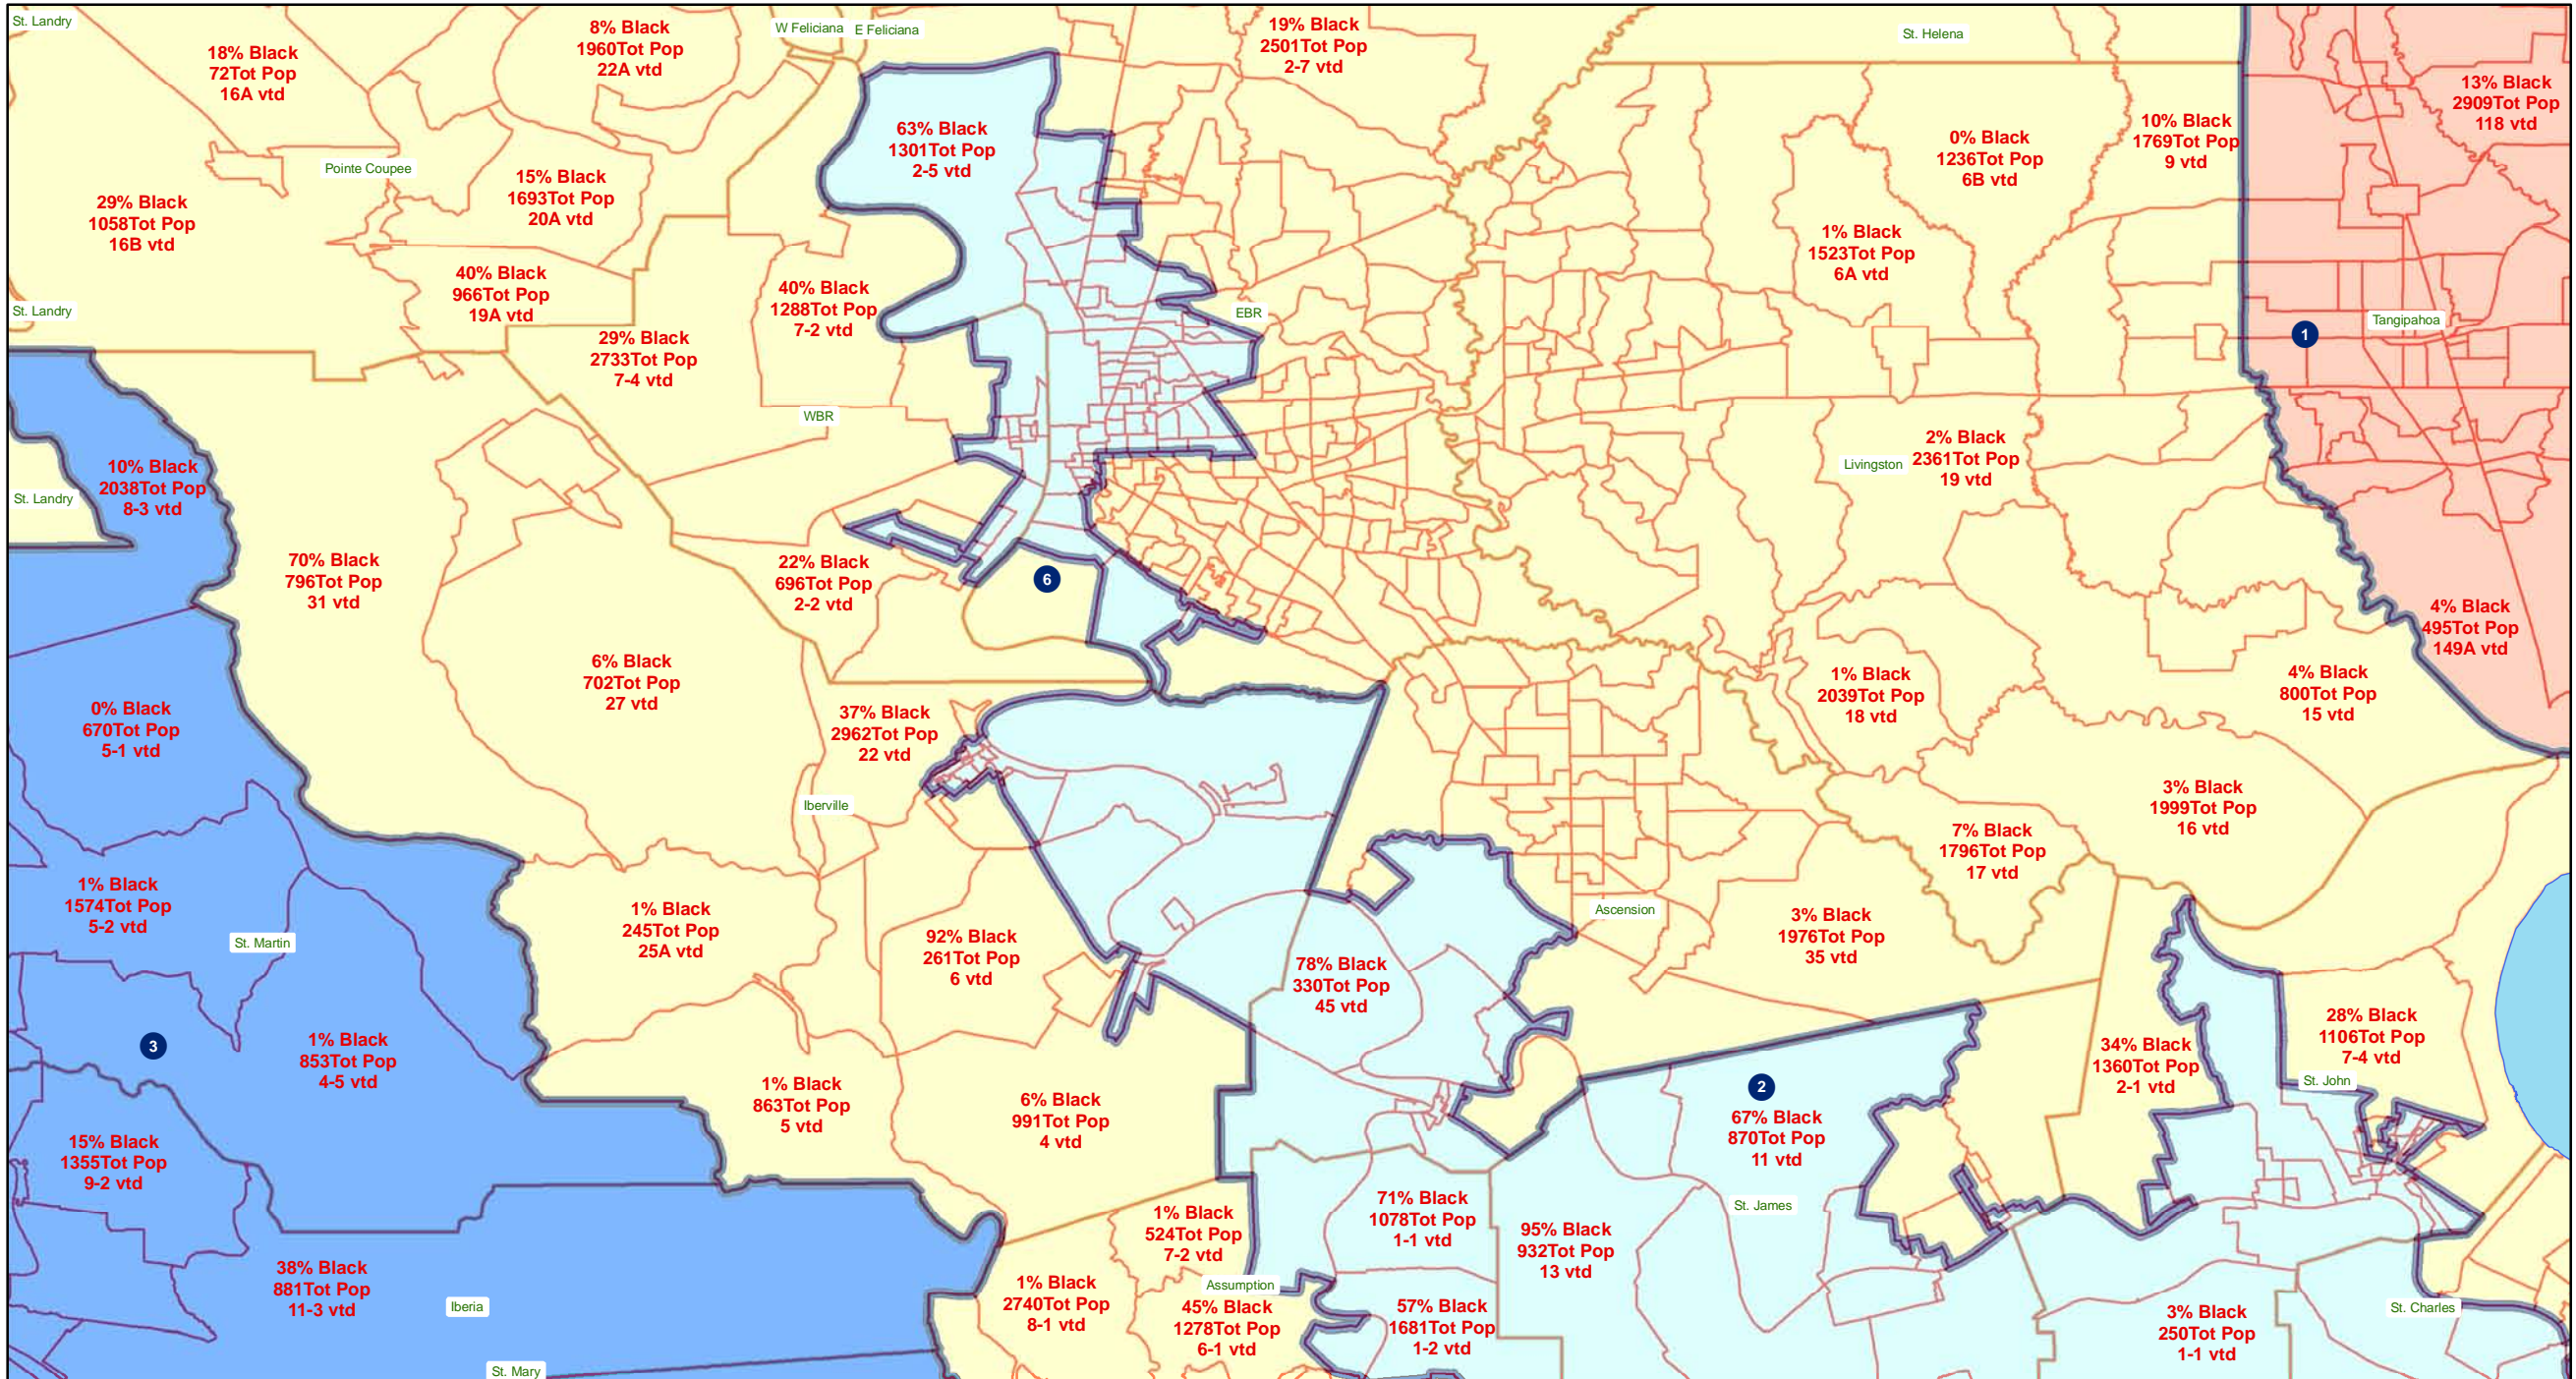 St. Landry
18% Black
72Tot Pop
16A vtd
8% Black
1960Tot Pop
22A vtd
W Feliciana
E Feliciana
19% Black
2501Tot Pop
2-7 vtd
St. Helena
13% Black
2909Tot Pop
118 vtd
63% Black
1301Tot Pop
2-5 vtd
0% Black
1236Tot Pop
6B vtd
10% Black
1769Tot Pop
9 vtd
Pointe Coupee
15% Black
1693Tot Pop
20A vtd
29% Black
1058Tot Pop
16B vtd
1% Black
1523Tot Pop
6A vtd
40% Black
966Tot Pop
19A vtd
40% Black
1288Tot Pop
7-2 vtd
St. Landry
EBR
Tangipahoa
1
29% Black
2733Tot Pop
7-4 vtd
WBR
10% Black
2038Tot Pop
8-3 vtd
St. Landry
Livingston
2% Black
2361Tot Pop
19 vtd
70% Black
796Tot Pop
31 vtd
22% Black
696Tot Pop
2-2 vtd
6
4% Black
495Tot Pop
149A vtd
6% Black
702Tot Pop
27 vtd
1% Black
2039Tot Pop
18 vtd
4% Black
800Tot Pop
15 vtd
0% Black
670Tot Pop
5-1 vtd
37% Black
2962Tot Pop
22 vtd
Iberville
3% Black
1999Tot Pop
16 vtd
7% Black
1796Tot Pop
17 vtd
1% Black
1574Tot Pop
5-2 vtd
St. Martin
1% Black
245Tot Pop
25A vtd
92% Black
261Tot Pop
6 vtd
Ascension
3% Black
1976Tot Pop
35 vtd
78% Black
330Tot Pop
45 vtd
3
1% Black
853Tot Pop
4-5 vtd
28% Black
1106Tot Pop
7-4 vtd
34% Black
1360Tot Pop
2-1 vtd
St. John
1% Black
863Tot Pop
5 vtd
6% Black
991Tot Pop
4 vtd
2
67% Black
870Tot Pop
11 vtd
15% Black
1355Tot Pop
9-2 vtd
St. James
71% Black
1078Tot Pop
1-1 vtd
1% Black
524Tot Pop
7-2 vtd
95% Black
932Tot Pop
13 vtd
38% Black
881Tot Pop
11-3 vtd
Iberia
1% Black
2740Tot Pop
8-1 vtd
Assumption
45% Black
1278Tot Pop
6-1 vtd
57% Black
1681Tot Pop
1-2 vtd
3% Black
250Tot Pop
1-1 vtd
St. Charles
St. Mary